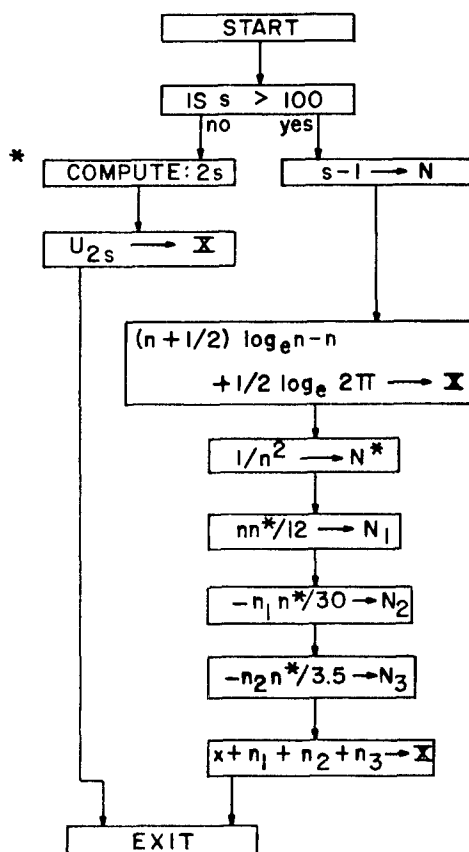 START
IS s > 100
no yes
*
COMPUTE: 2s
s-1 → N
U₂ₛ → X
(n + 1/2) logₑ n - n
+ 1/2 logₑ 2π → X
1/n² → N*
nn*/12 → N₁
-n₁ n*/30 → N₂
-n₂ n*/3.5 → N₃
x + n₁ + n₂ + n₃ → X
EXIT